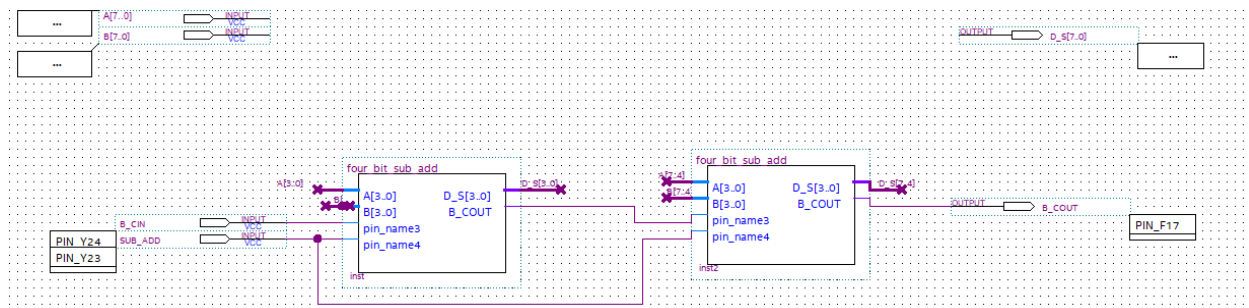 ...
A[7..0] INPUT
VCC
B[7..0] INPUT
VCC
...
OUTPUT D_S[7..0]
...
four_bit_sub_add
A[3..0]
A[3..0] D_S[3..0]
D_S[3..0]
B[3..0] B_COUT
pin_name3
pin_name4
inst
four_bit_sub_add
A[7..4]
A[3..0] D_S[3..0]
D_S[7..4]
B[7..4]
B[3..0] B_COUT
pin_name3
pin_name4
inst2
B_CIN INPUT
VCC
SUB_ADD INPUT
VCC
PIN_Y24
PIN_Y23
OUTPUT B_COUT
PIN_F17